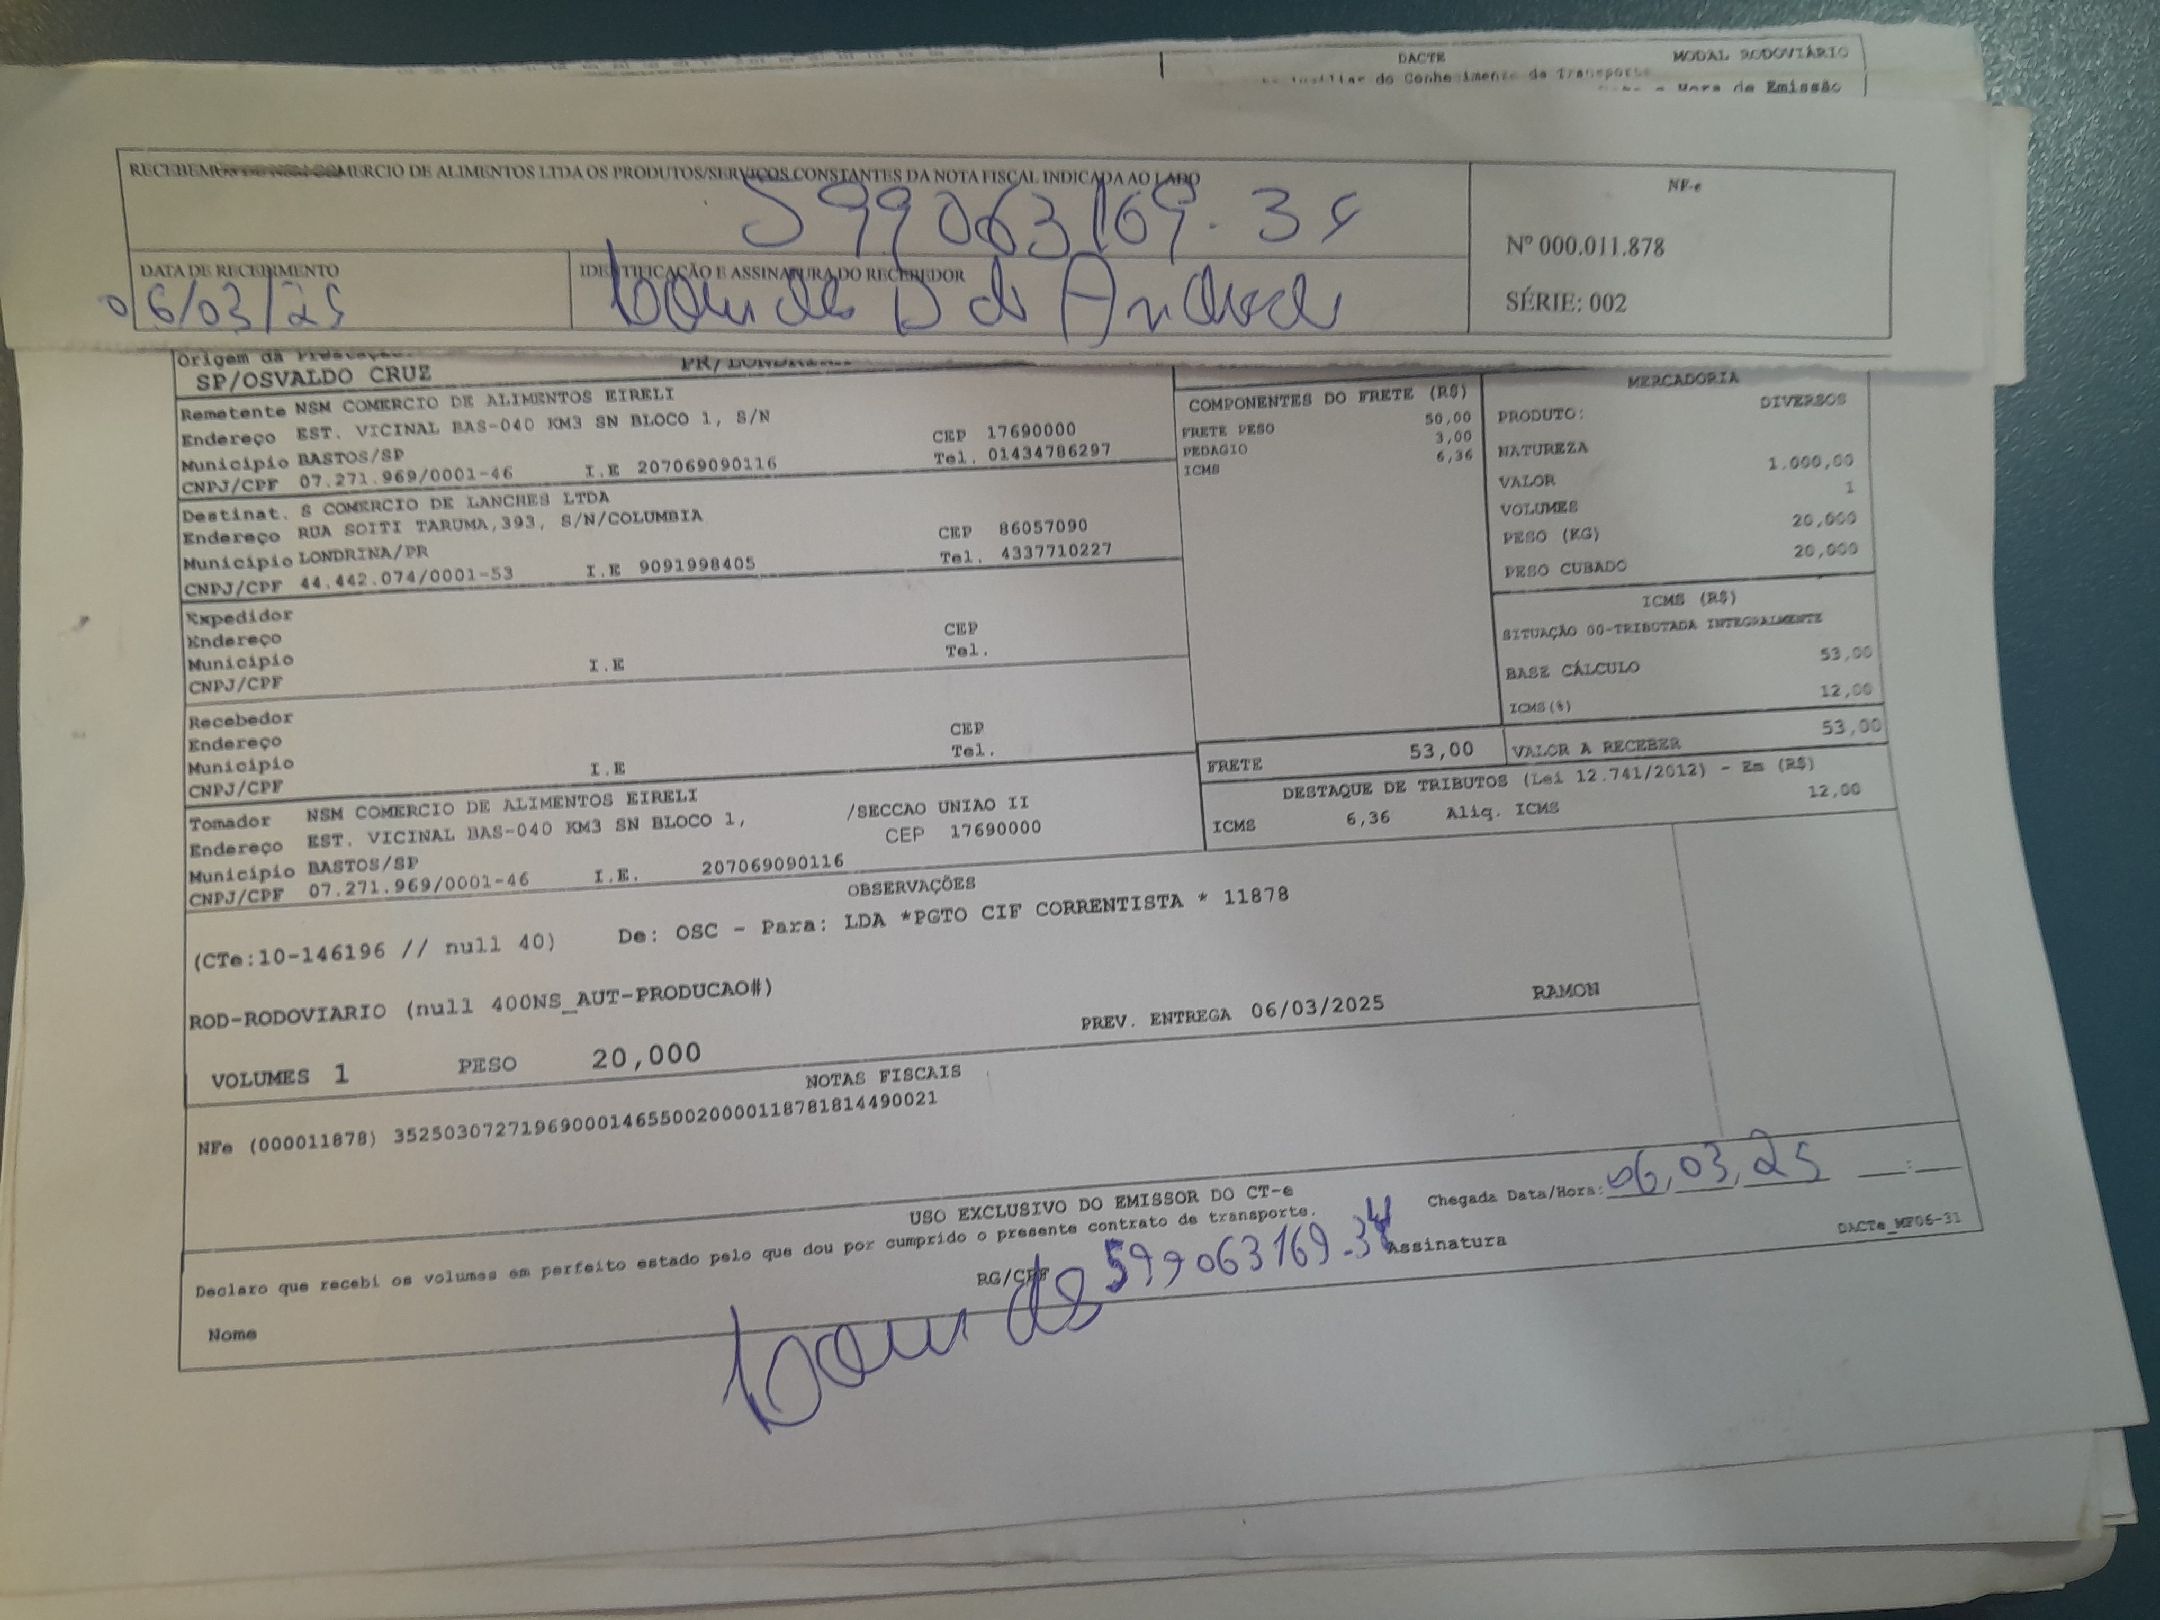 DACTE
MODAL RODOVIÁRIO
do Conhecimento de Transporte
Hora de Emissão
COMERCIO DE ALIMENTOS LTDA OS PRODUTOS/SERVIÇOS CONSTANTES DA NOTA FISCAL INDICADA AO LADO
599063169-34
DATA DE RECEBIMENTO
06/03/25
IDENTIFICAÇÃO E ASSINATURA DO RECEBEDOR
NF-e
Nº 000.011.878
SÉRIE: 002
Origem da
SP/OSVALDO CRUZ
Remetente NSM COMERCIO DE ALIMENTOS EIRELI
Endereço EST. VICINAL BAS-040 KM3 SN BLOCO 1, S/N
Município BASTOS/SP CEP 17690000
CNPJ/CPF 07.271.969/0001-46 I.E 207069090116 Tel. 01434786297
Destinat. S COMERCIO DE LANCHES LTDA
Endereço RUA SOITI TARUMA,393, S/N/COLUMBIA
Município LONDRINA/PR CEP 86057090
CNPJ/CPF 44.442.074/0001-53 I.E 9091998405 Tel. 4337710227
Expedidor
Endereço
Município CEP
CNPJ/CPF I.E Tel.
Recebedor
Endereço
Município CEP
CNPJ/CPF I.E Tel.
Tomador NSM COMERCIO DE ALIMENTOS EIRELI
Endereço EST. VICINAL BAS-040 KM3 SN BLOCO 1, /SECCAO UNIAO II
Município BASTOS/SP CEP 17690000
CNPJ/CPF 07.271.969/0001-46 I.E. 207069090116
COMPONENTES DO FRETE (R$)
FRETE PESO 50,00
PEDAGIO 3,00
ICMS 6,36
MERCADORIA
PRODUTO: DIVERSOS
NATUREZA
VALOR 1.000,00
VOLUMES 1
PESO (KG) 20,000
PESO CUBADO 20,000
ICMS (R$)
SITUAÇÃO 00-TRIBUTADA INTEGRALMENTE
BASE CÁLCULO 53,00
ICMS(%) 12,00
FRETE 53,00
VALOR A RECEBER 53,00
DESTAQUE DE TRIBUTOS (Lei 12.741/2012) - Em (R$)
ICMS 6,36 Aliq. ICMS 12,00
OBSERVAÇÕES
(CTe:10-146196 // null 40) De: OSC - Para: LDA *PGTO CIF CORRENTISTA * 11878
ROD-RODOVIARIO (null 400NS_AUT-PRODUCAO#)
PREV. ENTREGA 06/03/2025 RAMON
VOLUMES 1 PESO 20,000
NOTAS FISCAIS
NFe (000011878) 35250307271969000146550020000118781814490021
USO EXCLUSIVO DO EMISSOR DO CT-e
Declaro que recebi os volumes em perfeito estado pelo que dou por cumprido o presente contrato de transporte.
Chegada Data/Hora: 06,03,25 __:__
Nome
RG/CPF 599063169-34
Assinatura
DACTe_MF06-31